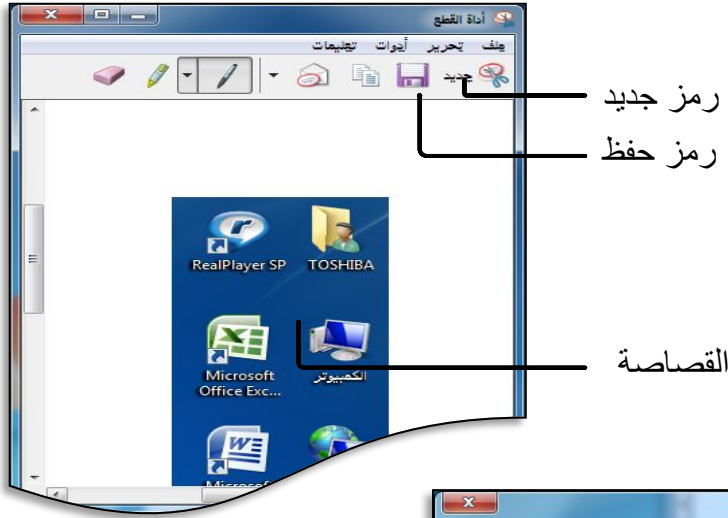 أداة القطع
ملف تحرير أدوات تعليمات
جديد
رمز جديد
رمز حفظ
RealPlayer SP
TOSHIBA
القصاصة
Microsoft
Office Exc...
الكمبيوتر